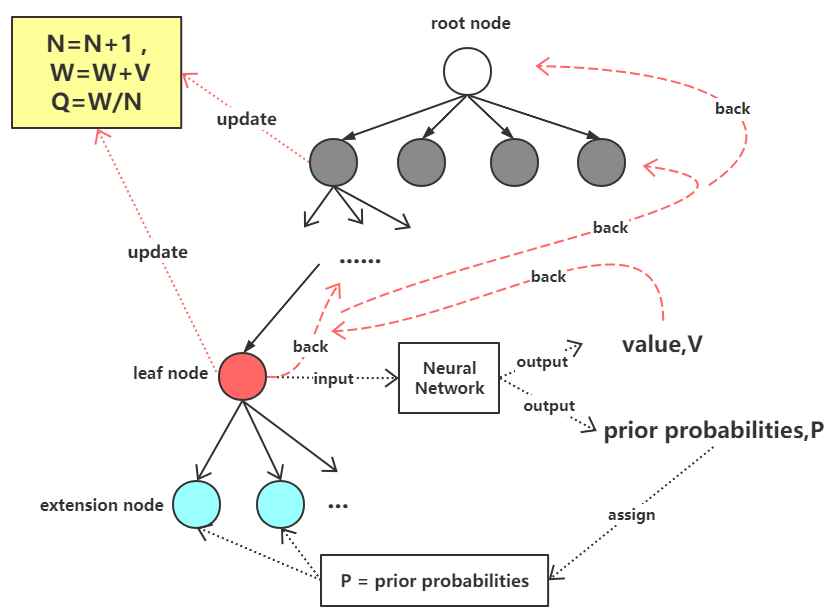 root node
N=N+1 ,
W=W+V
Q=W/N
back
update
back
update
......
back
back
value,V
leaf node
input
Neural
Network
output
output
prior probabilities,P
extension node
...
assign
P = prior probabilities